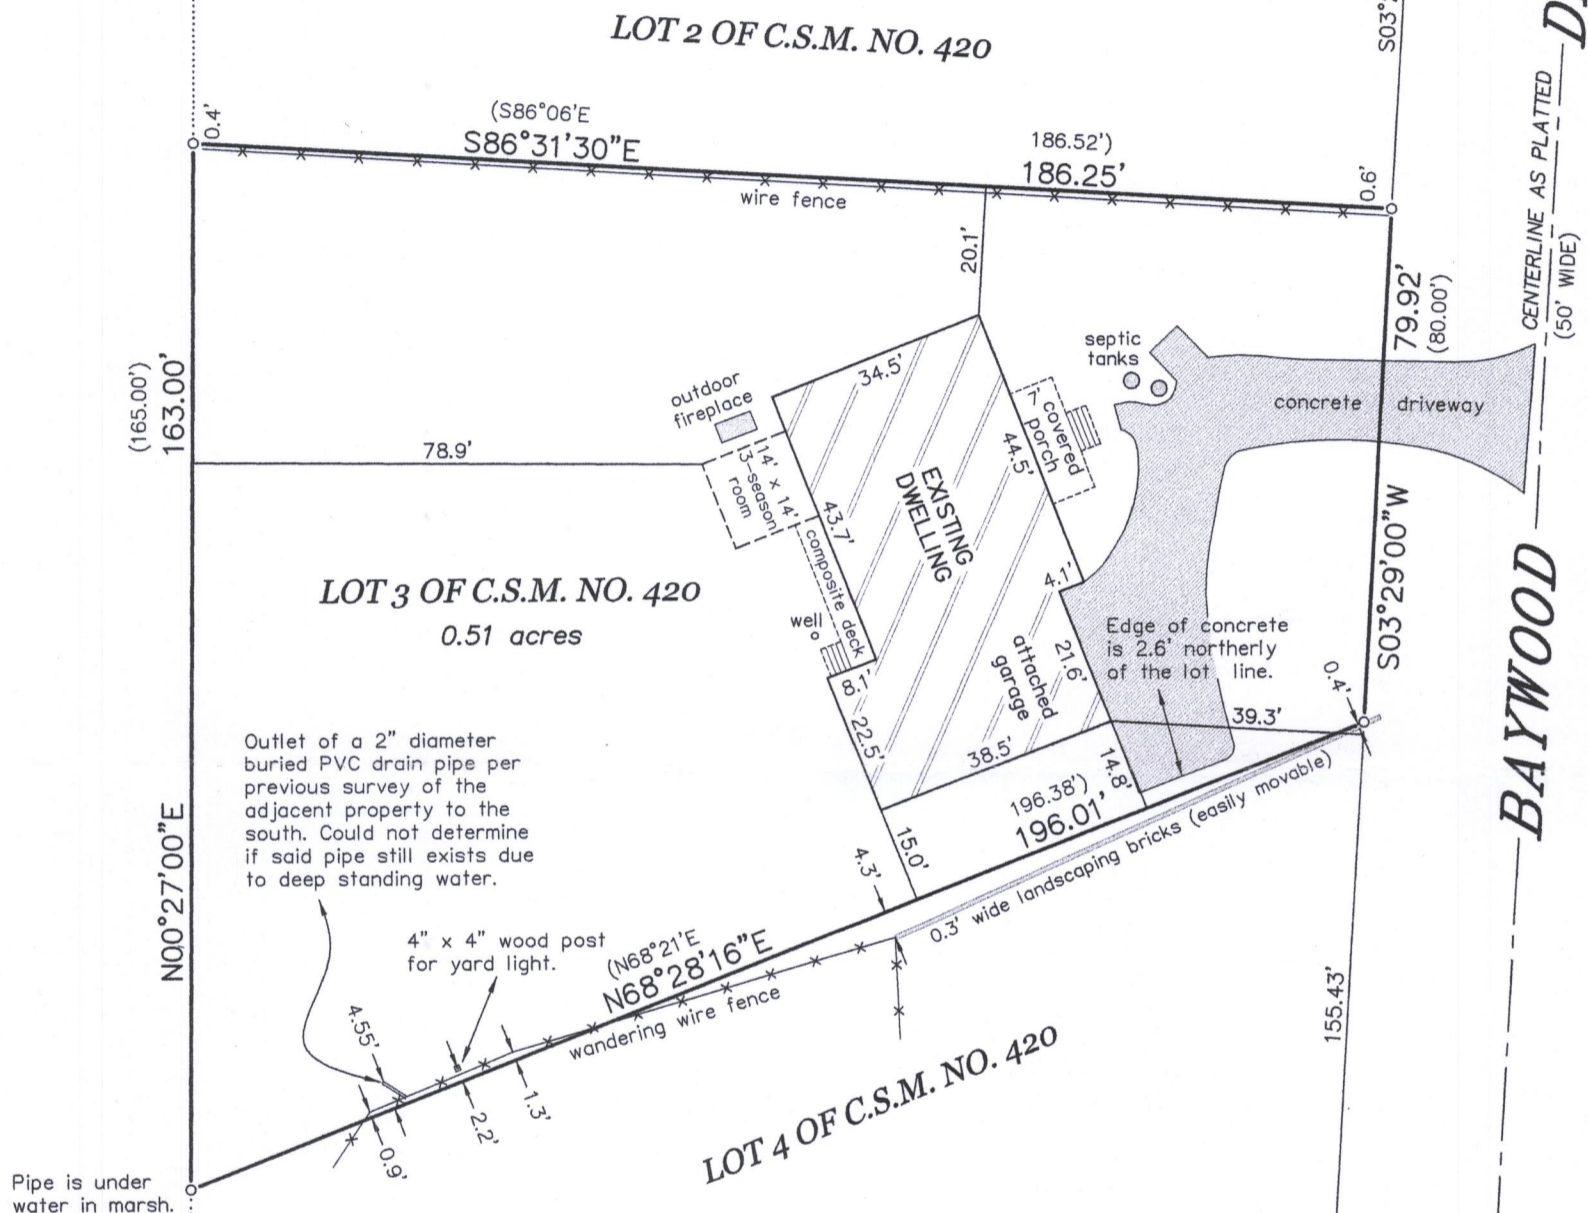 LOT 2 OF C.S.M. NO. 420
S03°
D
CENTERLINE AS PLATTED
(50' WIDE)
0.4'
(S86°06'E
S86°31'30"E
186.52')
186.25'
0.6'
wire fence
20.1'
79.92'
(80.00')
septic
tanks
concrete driveway
(165.00')
163.00'
outdoor
fireplace
34.5'
7' covered
porch
44.5'
78.9'
14' x 14'
3-season
room
43.7'
EXISTING
DWELLING
composite deck
S03°29'00"W
BAYWOOD
LOT 3 OF C.S.M. NO. 420
0.51 acres
well
4.1'
Edge of concrete
is 2.6' northerly
of the lot line.
8.1'
21.6'
attached
garage
0.4'
39.3'
22.5'
38.5'
14.8'
Outlet of a 2" diameter
buried PVC drain pipe per
previous survey of the
adjacent property to the
south. Could not determine
if said pipe still exists due
to deep standing water.
196.38')
196.01'
15.0'
4.3'
0.3' wide landscaping bricks (easily movable)
N00°27'00"E
4" x 4" wood post
for yard light.
(N68°21'E
N68°28'16"E
wandering wire fence
155.43'
4.55'
1.3'
2.2'
0.9'
LOT 4 OF C.S.M. NO. 420
Pipe is under
water in marsh.